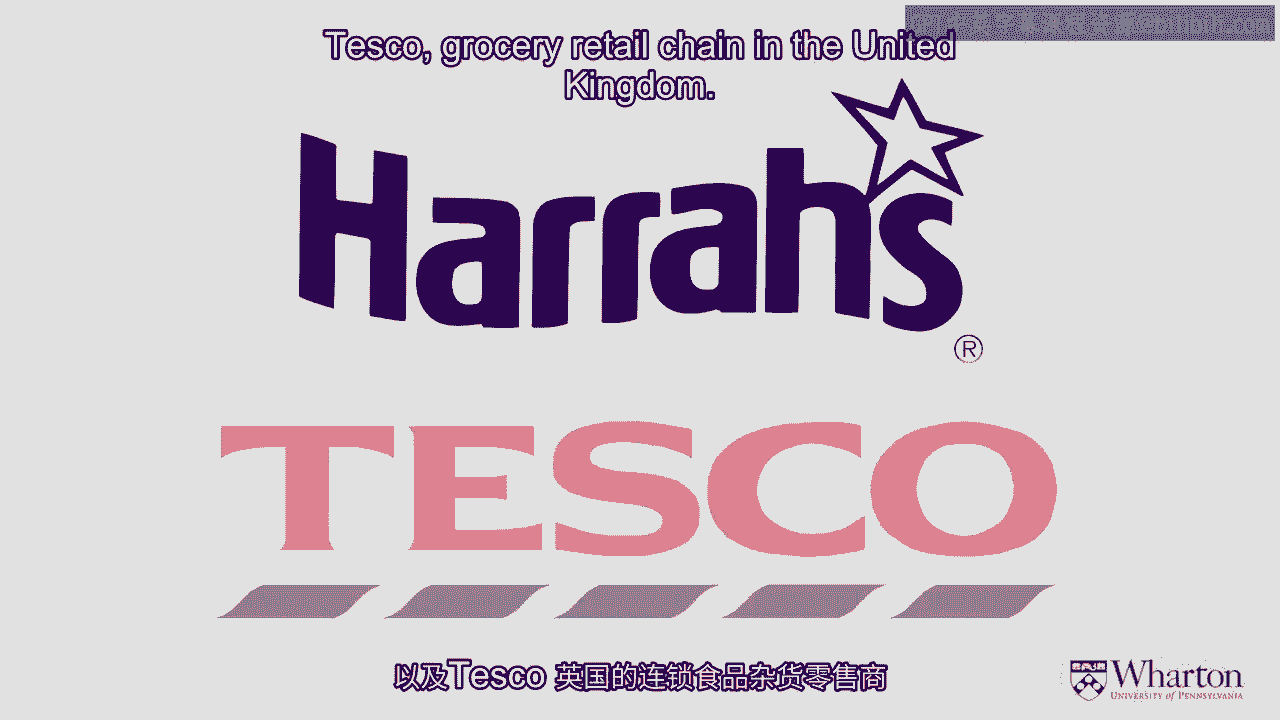 Tesco, grocery retail chain in the United
Kingdom.
Harrah's
®
TESCO
以及Tesco 英国的连锁食品杂货零售商
Wharton
UNIVERSITY of PENNSYLVANIA